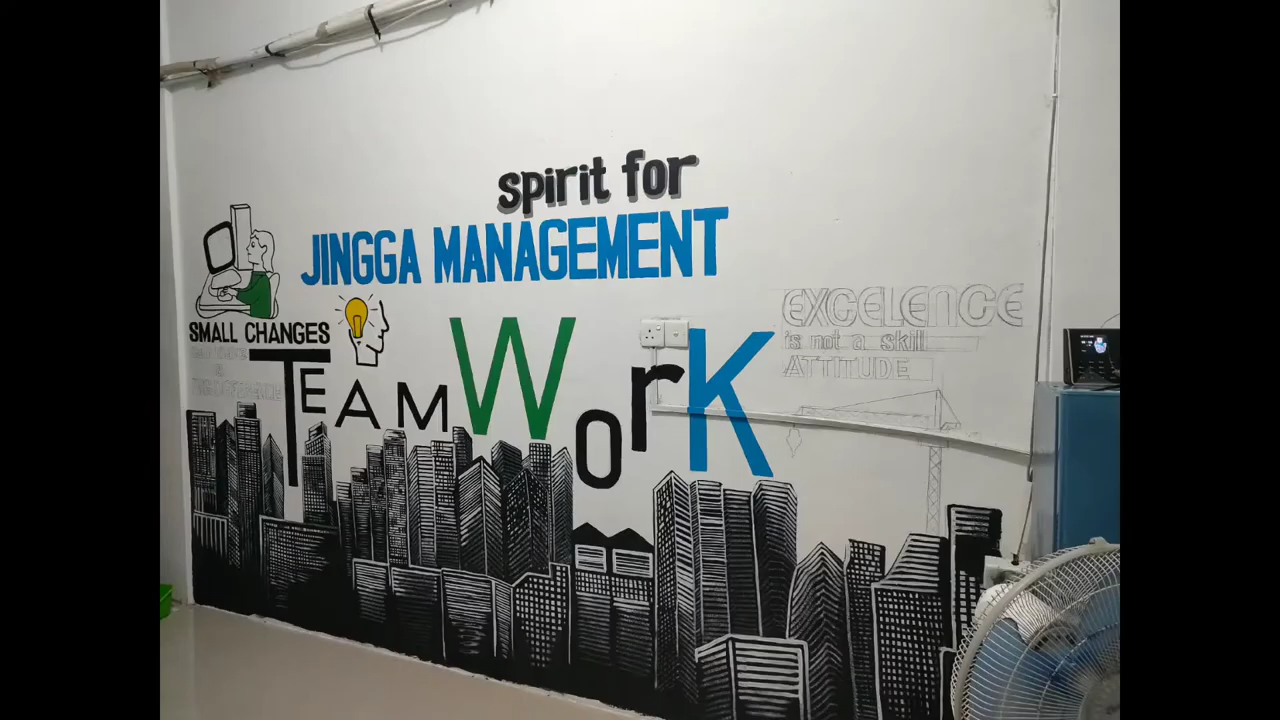 spirit for
JINGGA MANAGEMENT
SMALL CHANGES
TEAMWorK
EXCELENCE
is not a skill
ATTITUDE